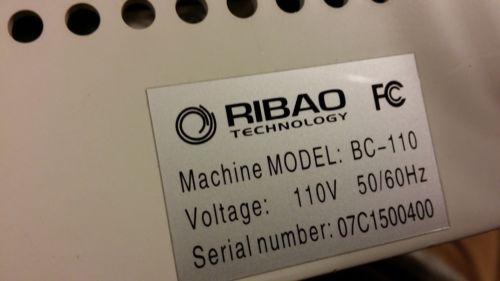 RIBAO FC
TECHNOLOGY
Machine MODEL: BC-110
Voltage: 110V 50/60Hz
Serial number: 07C1500400